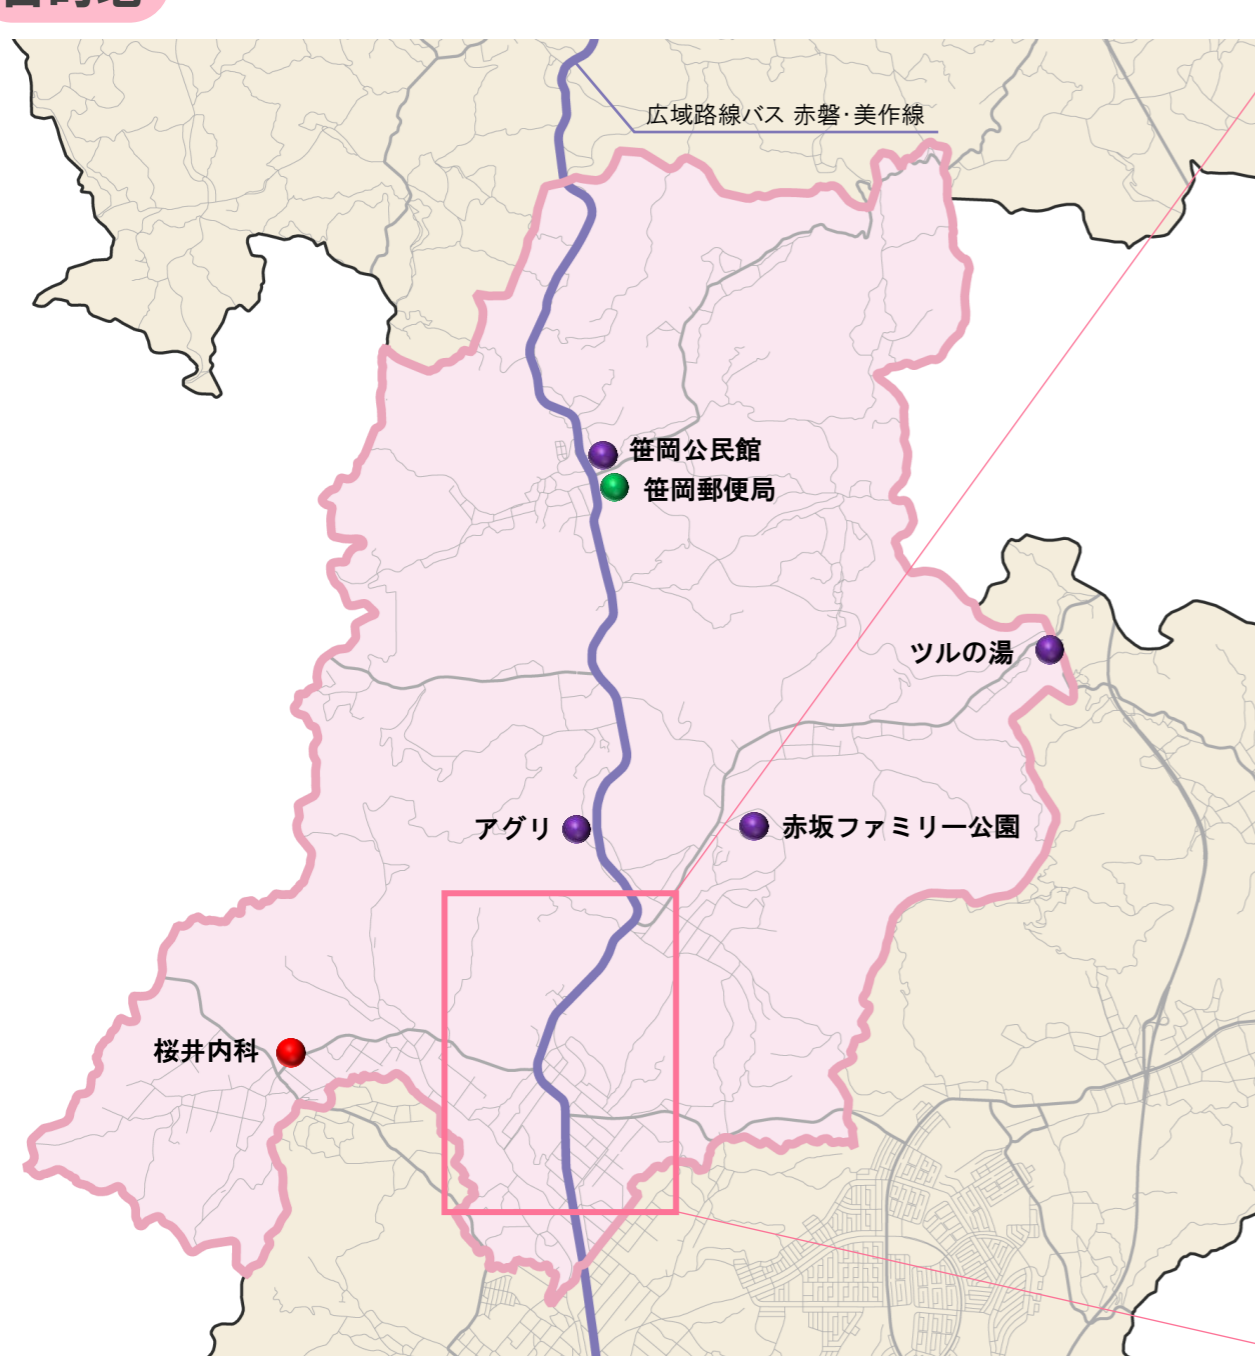 広域路線バス 赤磐・美作線
笹岡公民館
笹岡郵便局
ツルの湯
アグリ
赤坂ファミリー公園
桜井内科